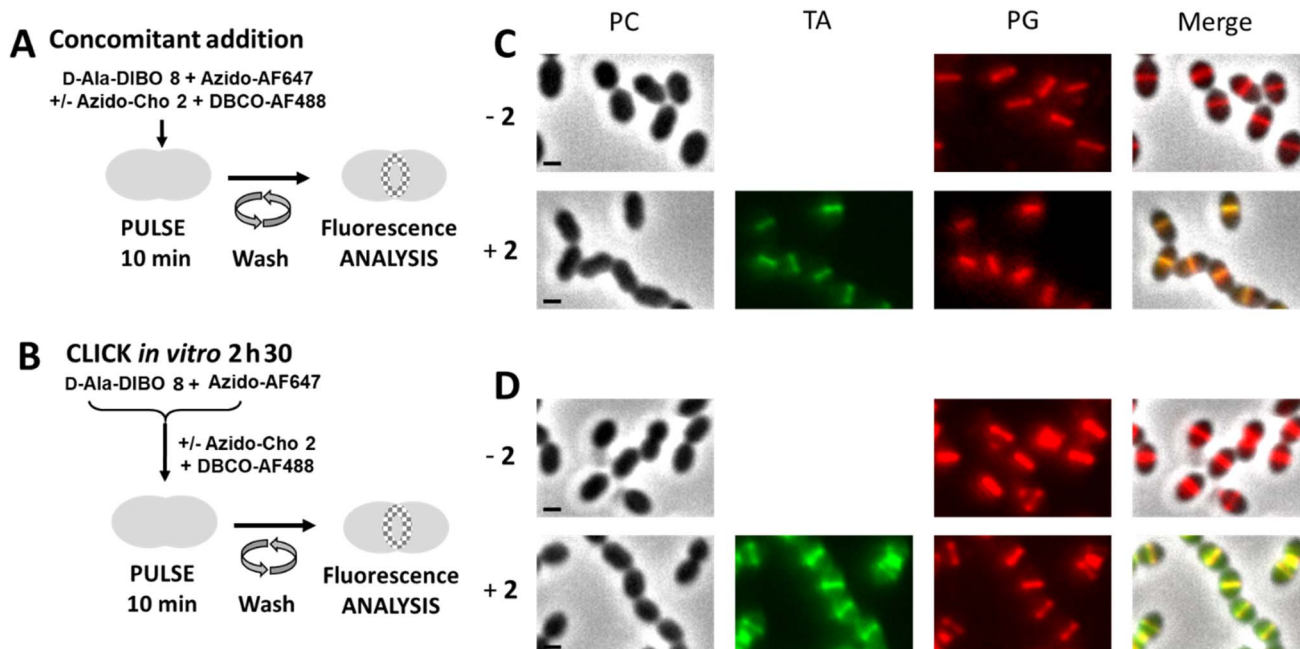 A Concomitant addition
D-Ala-DIBO 8 + Azido-AF647
+/- Azido-Cho 2 + DBCO-AF488
PULSE
10 min
Wash
Fluorescence
ANALYSIS
B CLICK in vitro 2 h 30
D-Ala-DIBO 8 + Azido-AF647
+/- Azido-Cho 2
+ DBCO-AF488
PULSE
10 min
Wash
Fluorescence
ANALYSIS
C PC TA PG Merge
- 2
+ 2
D
- 2
+ 2